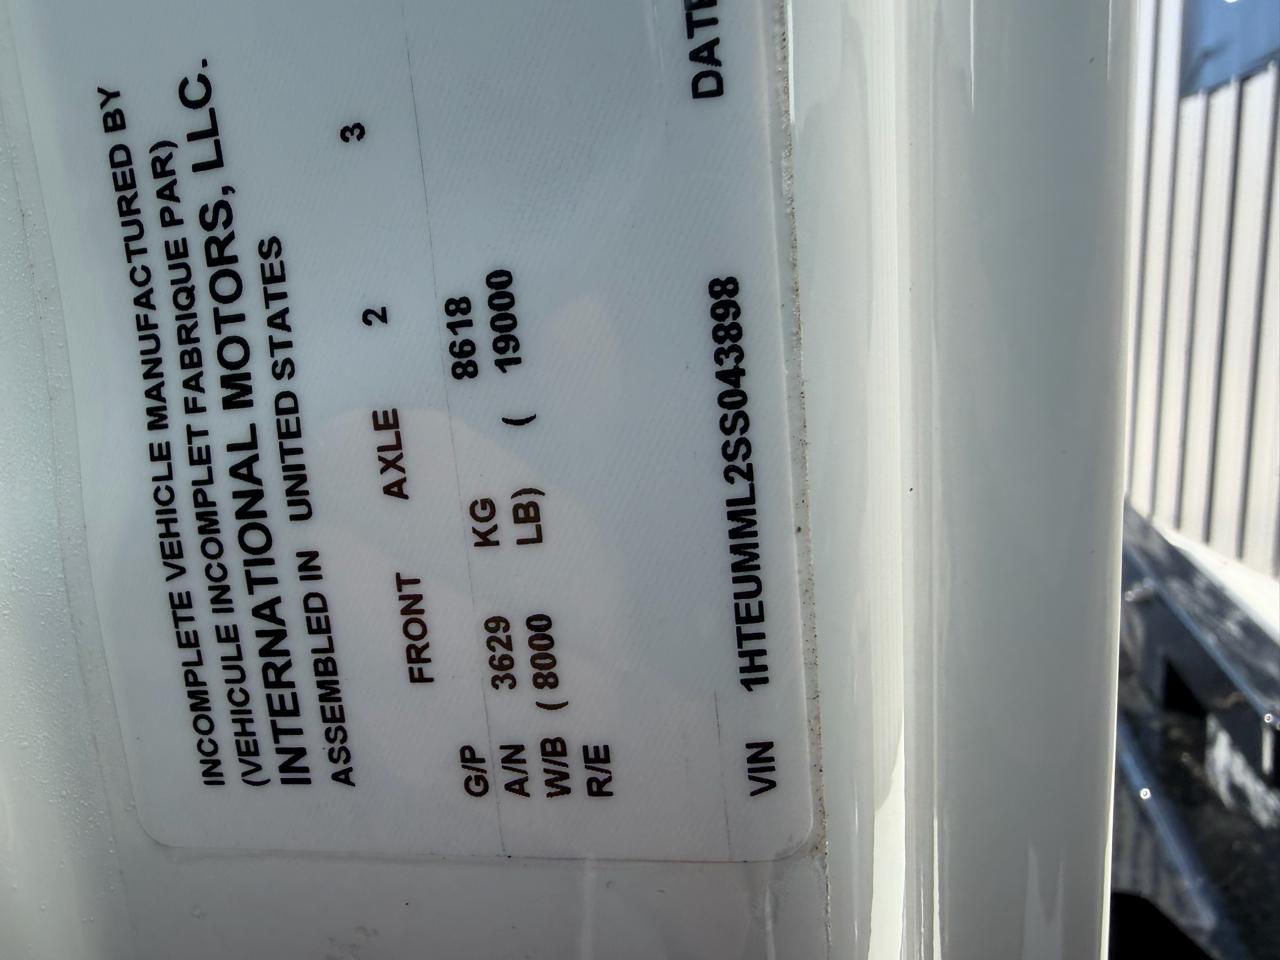 INCOMPLETE VEHICLE MANUFACTURED BY
(VEHICULE INCOMPLET FABRIQUE PAR)
INTERNATIONAL MOTORS, LLC.
ASSEMBLED IN UNITED STATES
FRONT AXLE 2 3
G/P
A/N 3629 KG 8618
W/B ( 8000 LB) ( 19000
R/E
VIN 1HTEUMML2SS043898 DATE